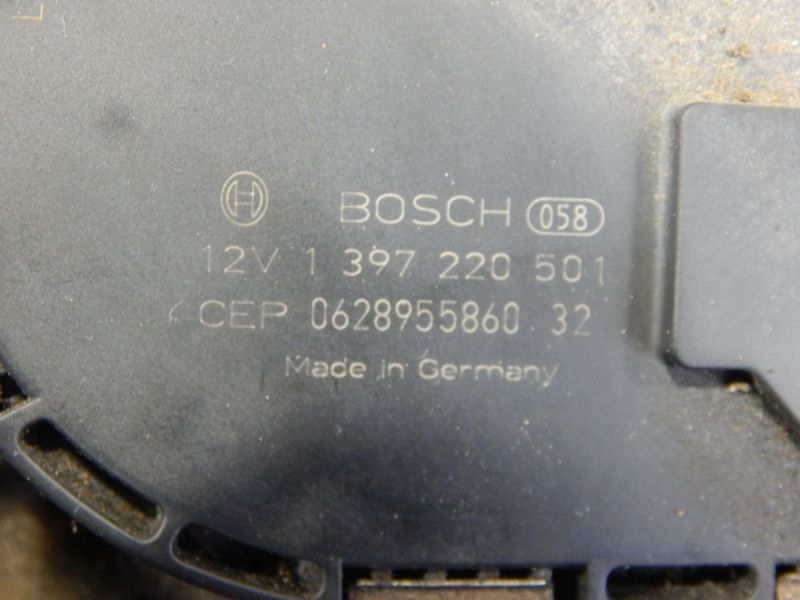 BOSCH 058
12V 1 397 220 501
CEP 0628955860 32
Made in Germany